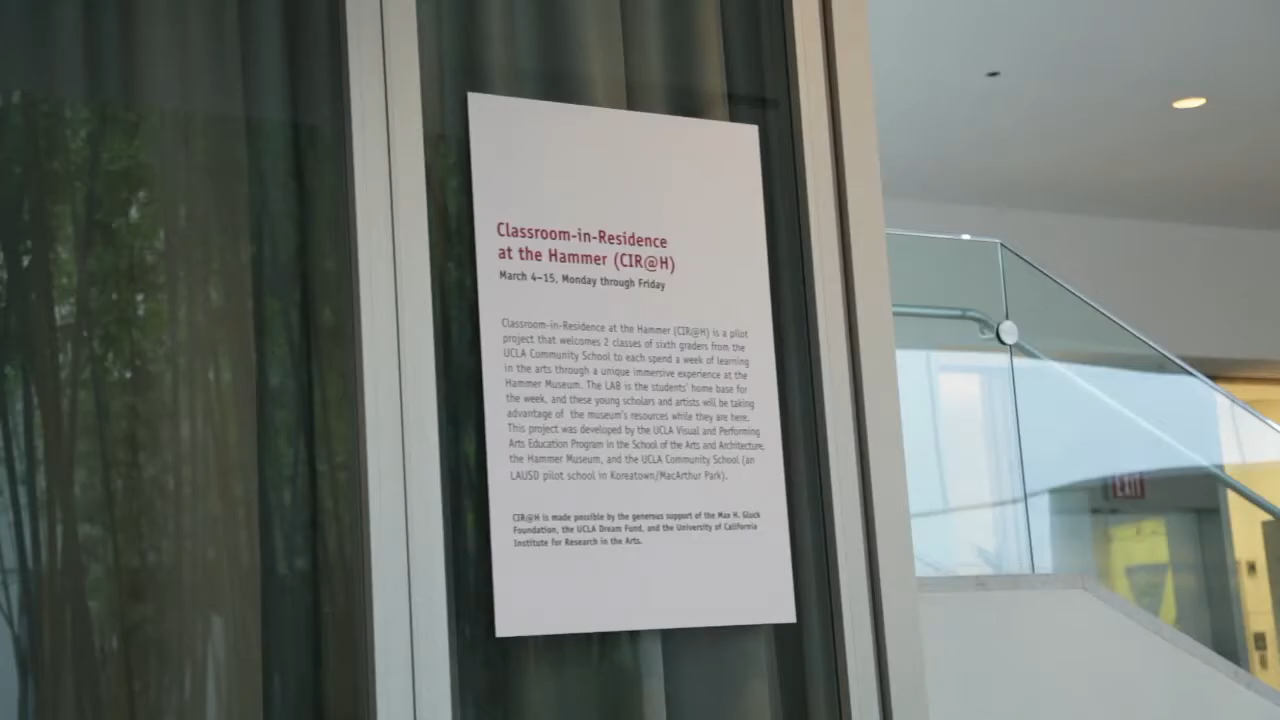 Classroom-in-Residence
at the Hammer (CIR@H)
March 4–15, Monday through Friday
Classroom-in-Residence at the Hammer (CIR@H) is a pilot
project that welcomes 2 classes of sixth graders from the
UCLA Community School to each spend a week of learning
in the arts through a unique immersive experience at the
Hammer Museum. The LAB is the students' home base for
the week, and these young scholars and artists will be taking
advantage of the museum's resources while they are here.
This project was developed by the UCLA Visual and Performing
Arts Education Program in the School of the Arts and Architecture,
the Hammer Museum, and the UCLA Community School (an
LAUSD pilot school in Koreatown/MacArthur Park).
CIR@H is made possible by the generous support of the Max H. Gluck
Foundation, the UCLA Dream Fund, and the University of California
Institute for Research in the Arts.
EXIT